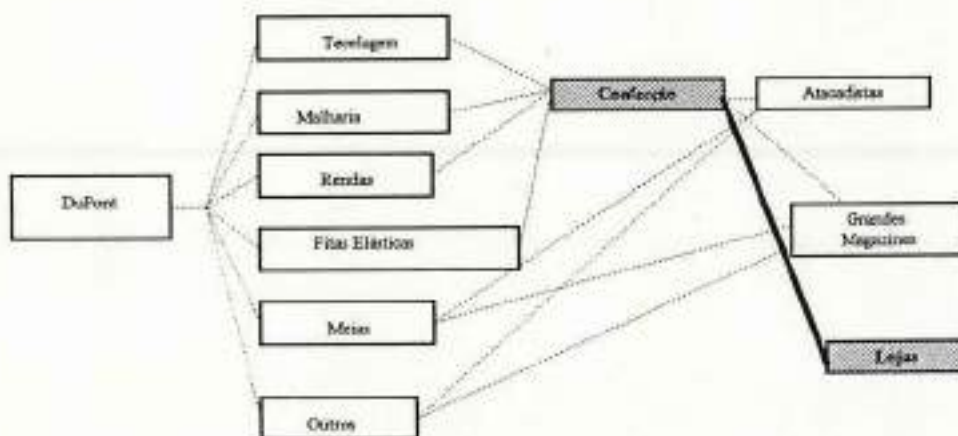 Tecelagem
Confecção
Atacadistas
Malharia
Rendas
DuPont
Fitas Elásticas
Grandes
Magazines
Meias
Lojas
Outros